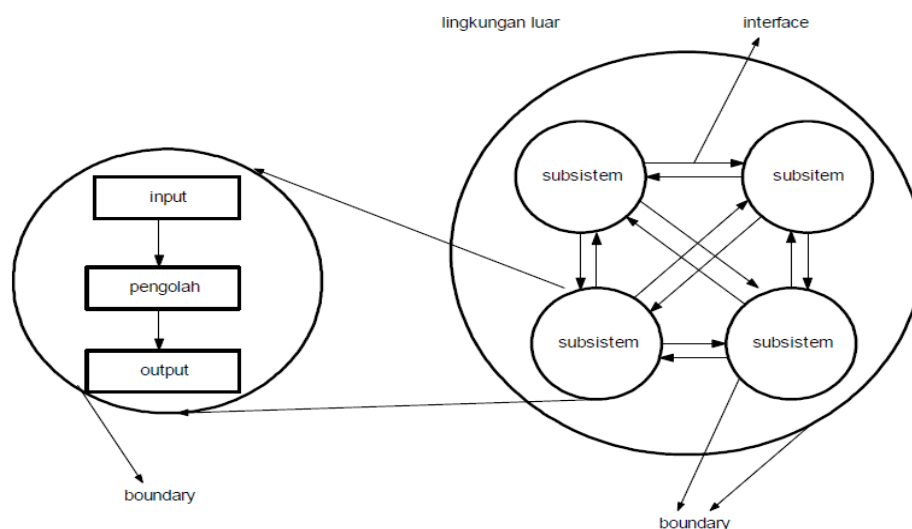 lingkungan luar
interface
subsistem
subsitem
input
pengolah
output
subsistem
subsistem
boundary
boundary